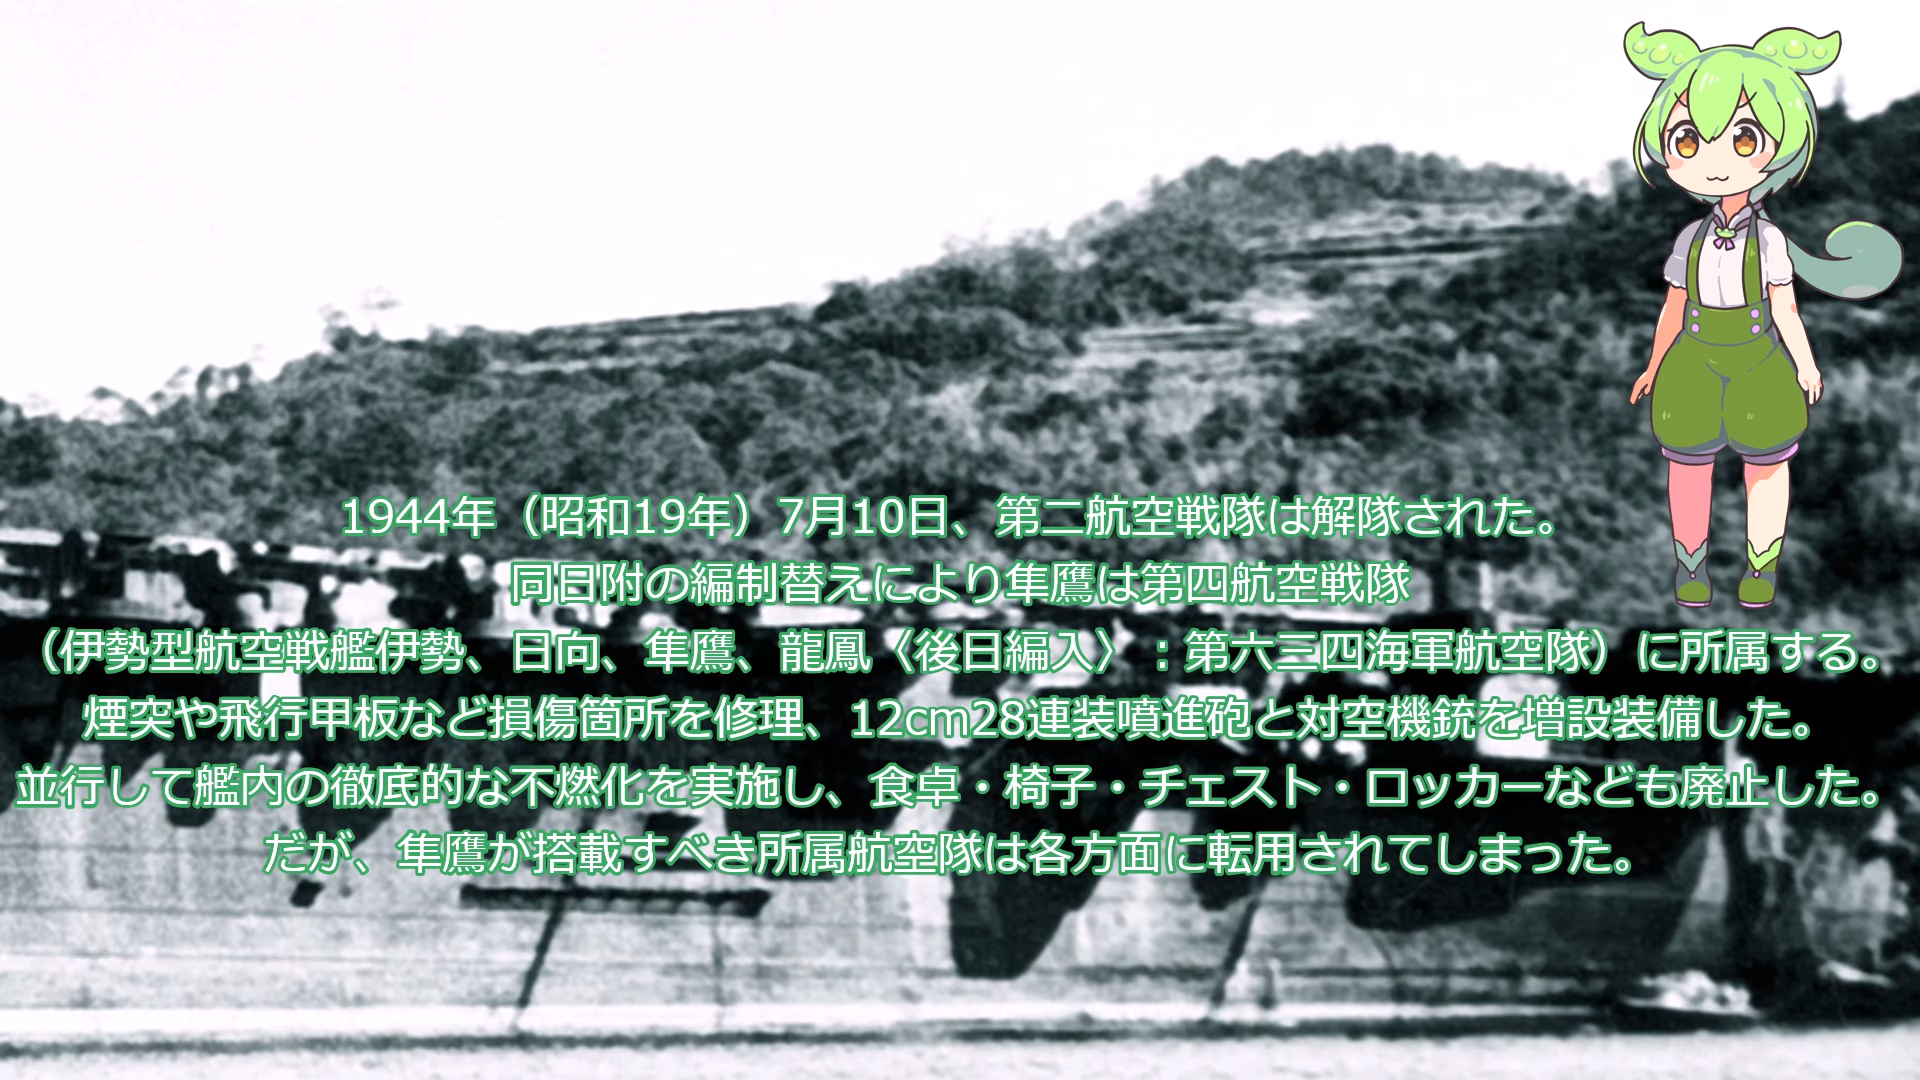 1944年（昭和19年）7月10日、第二航空戦隊は解隊された。
同日附の編制替えにより隼鷹は第四航空戦隊
（伊勢型航空戦艦伊勢、日向、隼鷹、龍鳳〈後日編入〉：第六三四海軍航空隊）に所属する。
煙突や飛行甲板など損傷箇所を修理、12cm28連装噴進砲と対空機銃を増設装備した。
並行して艦内の徹底的な不燃化を実施し、食卓・椅子・チェスト・ロッカーなども廃止した。
だが、隼鷹が搭載すべき所属航空隊は各方面に転用されてしまった。